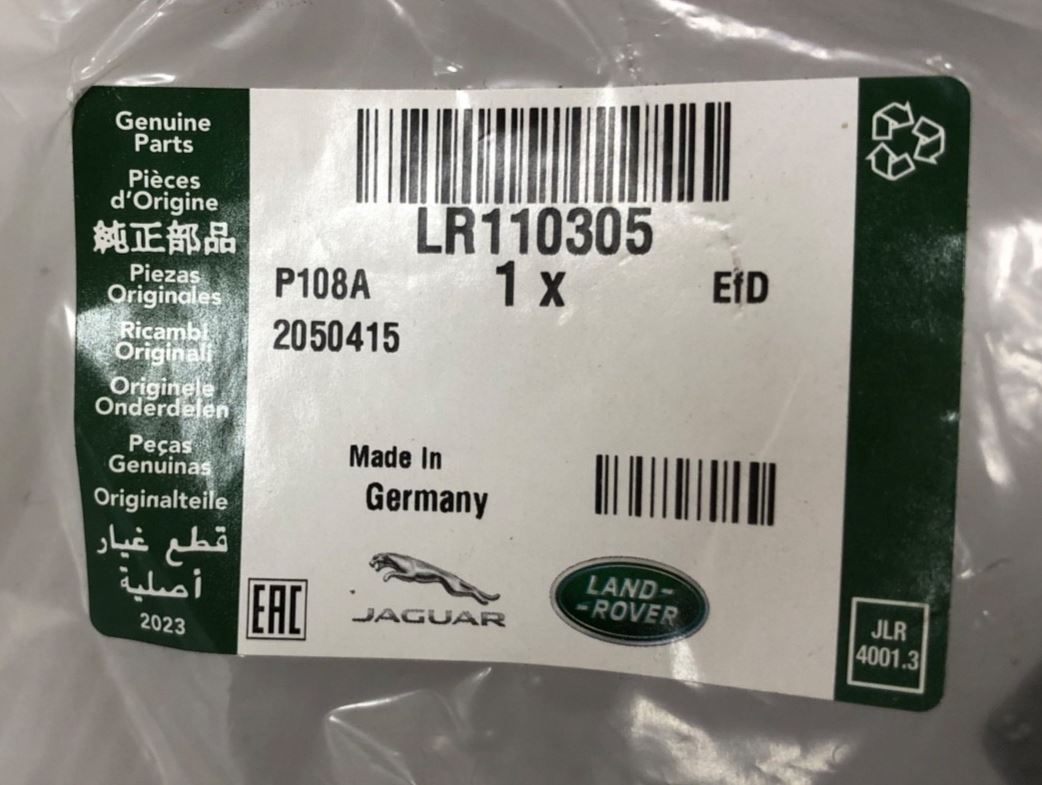 Genuine
Parts
Pièces
d'Origine
純正部品
Piezas
Originales
Ricambi
Originali
Originele
Onderdelen
Peças
Genuinas
Originalteile
قطع غيار
أصلية
2023
LR110305
P108A 1 x EfD
2050415
Made In
Germany
EAC
JAGUAR
LAND-
-ROVER
JLR
4001.3